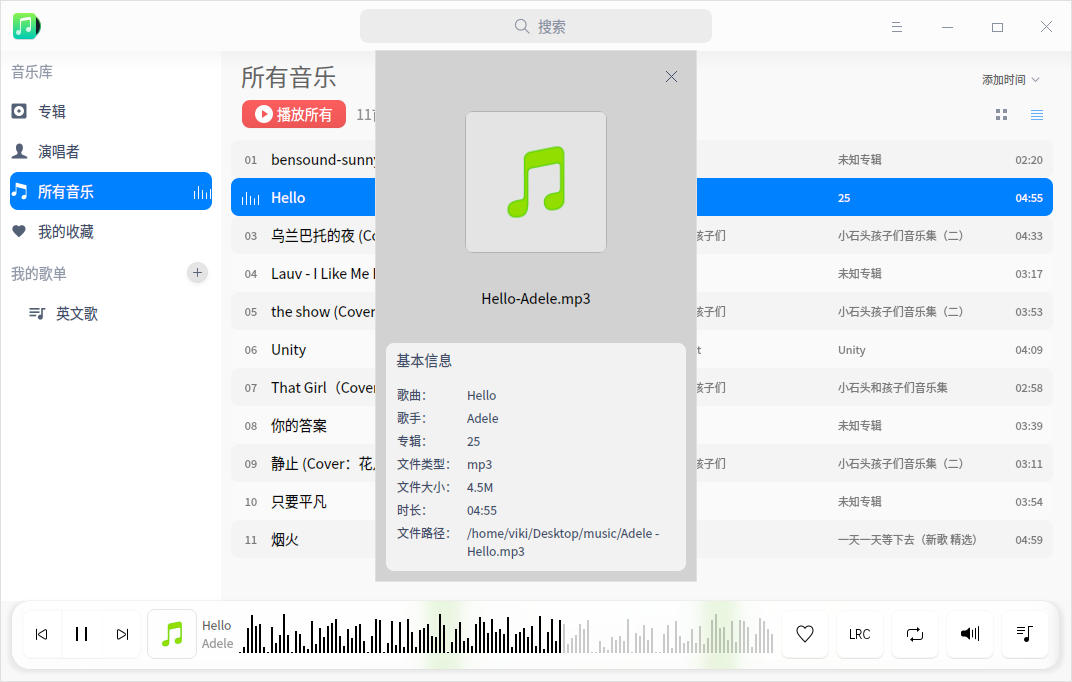 搜索
音乐库
专辑
演唱者
所有音乐
我的收藏
我的歌单
英文歌
所有音乐
添加时间
播放所有 11
01 bensound-sunny 未知专辑 02:20
Hello 25 04:55
03 乌兰巴托的夜 (Co 孩子们 小石头孩子们音乐集（二） 04:33
04 Lauv - I Like Me 未知专辑 03:17
05 the show (Cover 孩子们 小石头孩子们音乐集（二） 03:53
06 Unity t Unity 04:09
07 That Girl（Cover 孩子们 小石头和孩子们音乐集 02:58
08 你的答案 未知专辑 03:39
09 静止 (Cover：花 孩子们 小石头孩子们音乐集（二） 03:11
10 只要平凡 未知专辑 03:54
11 烟火 一天一天等下去（新歌 精选） 04:59
Hello-Adele.mp3
基本信息
歌曲： Hello
歌手： Adele
专辑： 25
文件类型： mp3
文件大小： 4.5M
时长： 04:55
文件路径： /home/viki/Desktop/music/Adele -
Hello.mp3
Hello
Adele
LRC